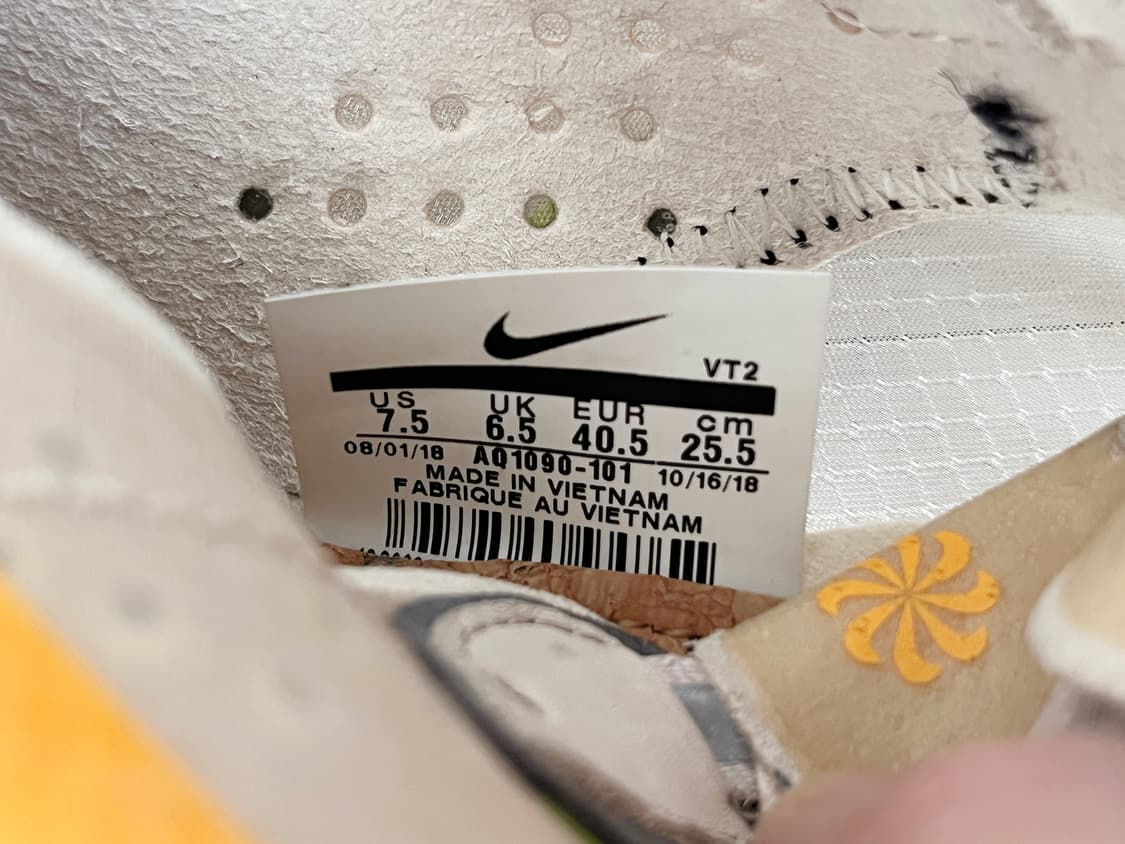 VT2
US UK EUR cm
7.5 6.5 40.5 25.5
08/01/18 AQ1090-101 10/16/18
MADE IN VIETNAM
FABRIQUE AU VIETNAM